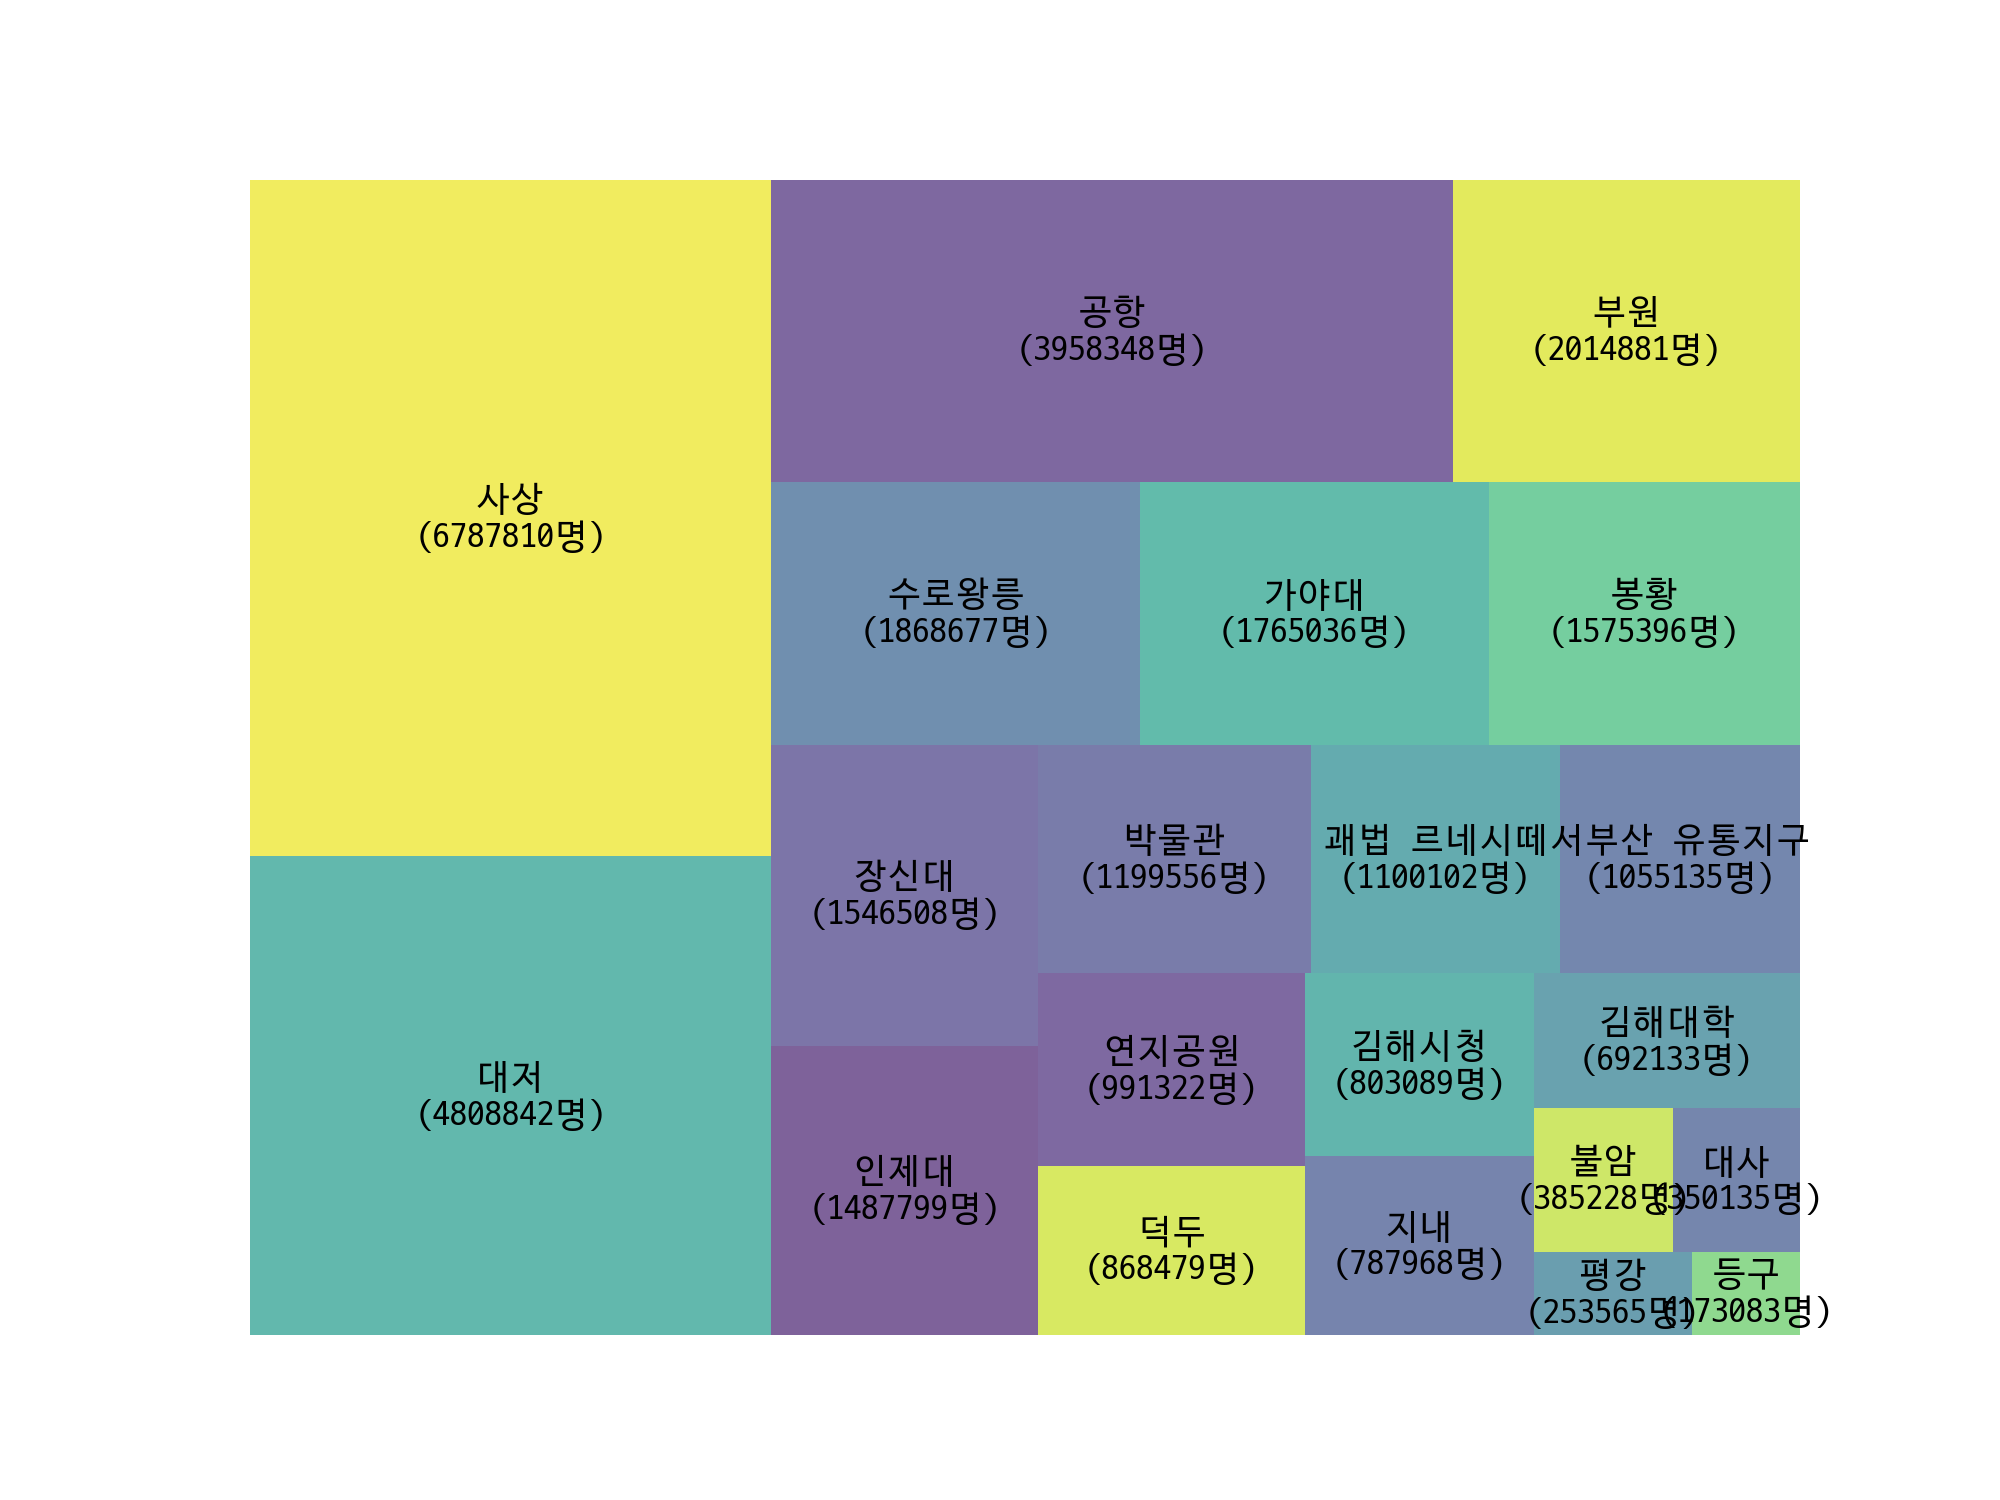 사상
(6787810명)
대저
(4808842명)
공항
(3958348명)
부원
(2014881명)
수로왕릉
(1868677명)
가야대
(1765036명)
봉황
(1575396명)
장신대
(1546508명)
인제대
(1487799명)
박물관
(1199556명)
괘법 르네시떼
(1100102명)
서부산 유통지구
(1055135명)
연지공원
(991322명)
덕두
(868479명)
김해시청
(803089명)
지내
(787968명)
김해대학
(692133명)
불암
(385228명)
대사
(350135명)
평강
(253565명)
등구
(173083명)